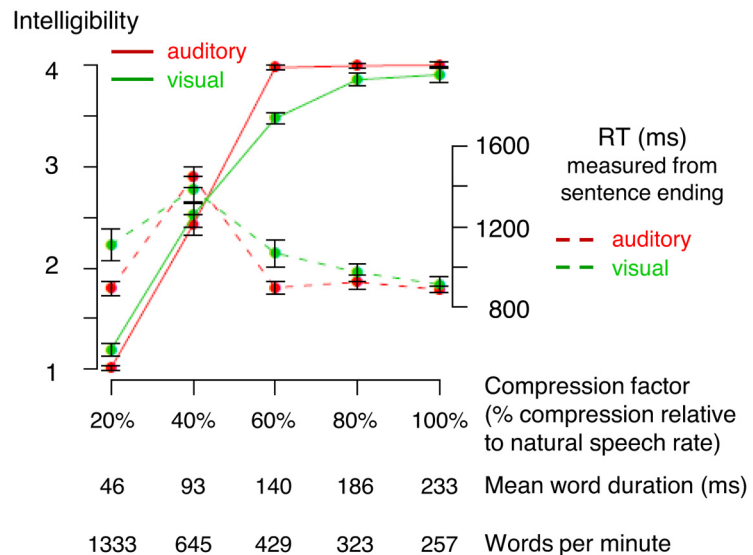 Intelligibility
auditory
visual
4
3
2
1
1600
1200
800
RT (ms)
measured from
sentence ending
auditory
visual
20% 40% 60% 80% 100%
Compression factor
(% compression relative
to natural speech rate)
46 93 140 186 233 Mean word duration (ms)
1333 645 429 323 257 Words per minute